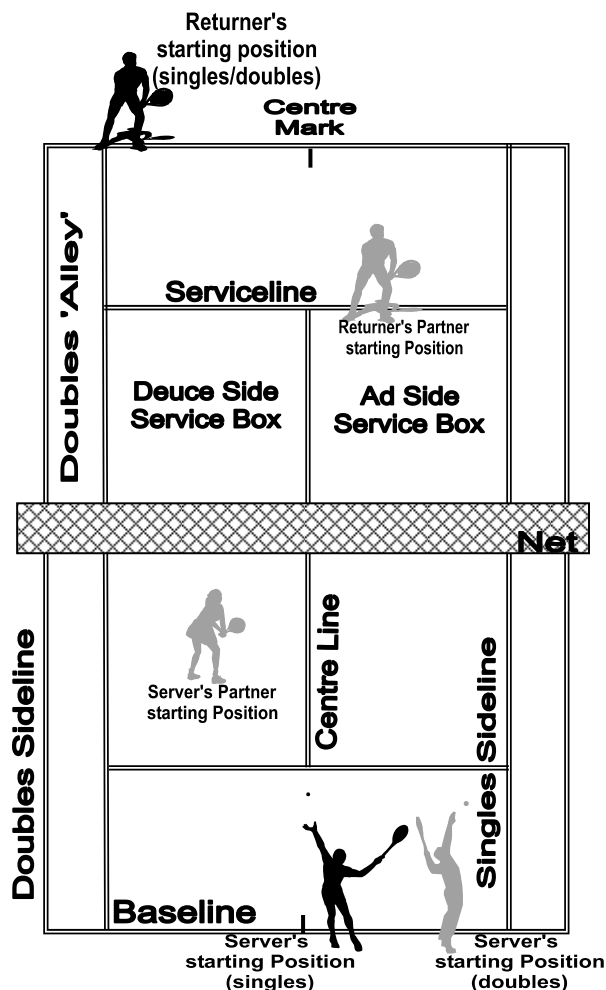 Returner's
starting position
(singles/doubles)
Centre
Mark
Doubles 'Alley'
Serviceline
Returner's Partner
starting Position
Deuce Side
Service Box
Ad Side
Service Box
Net
Server's Partner
starting Position
Centre Line
Doubles Sideline
Singles Sideline
Baseline
Server's
starting Position
(singles)
Server's
starting Position
(doubles)